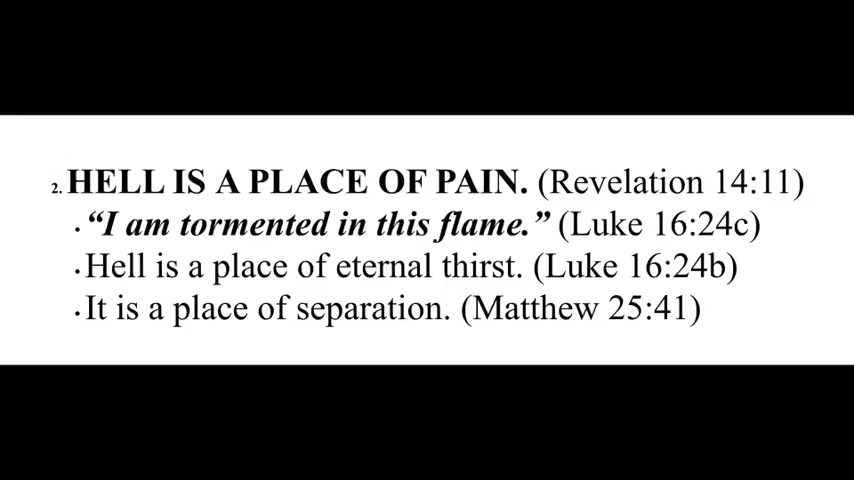 2. HELL IS A PLACE OF PAIN. (Revelation 14:11)
• “I am tormented in this flame.” (Luke 16:24c)
• Hell is a place of eternal thirst. (Luke 16:24b)
• It is a place of separation. (Matthew 25:41)